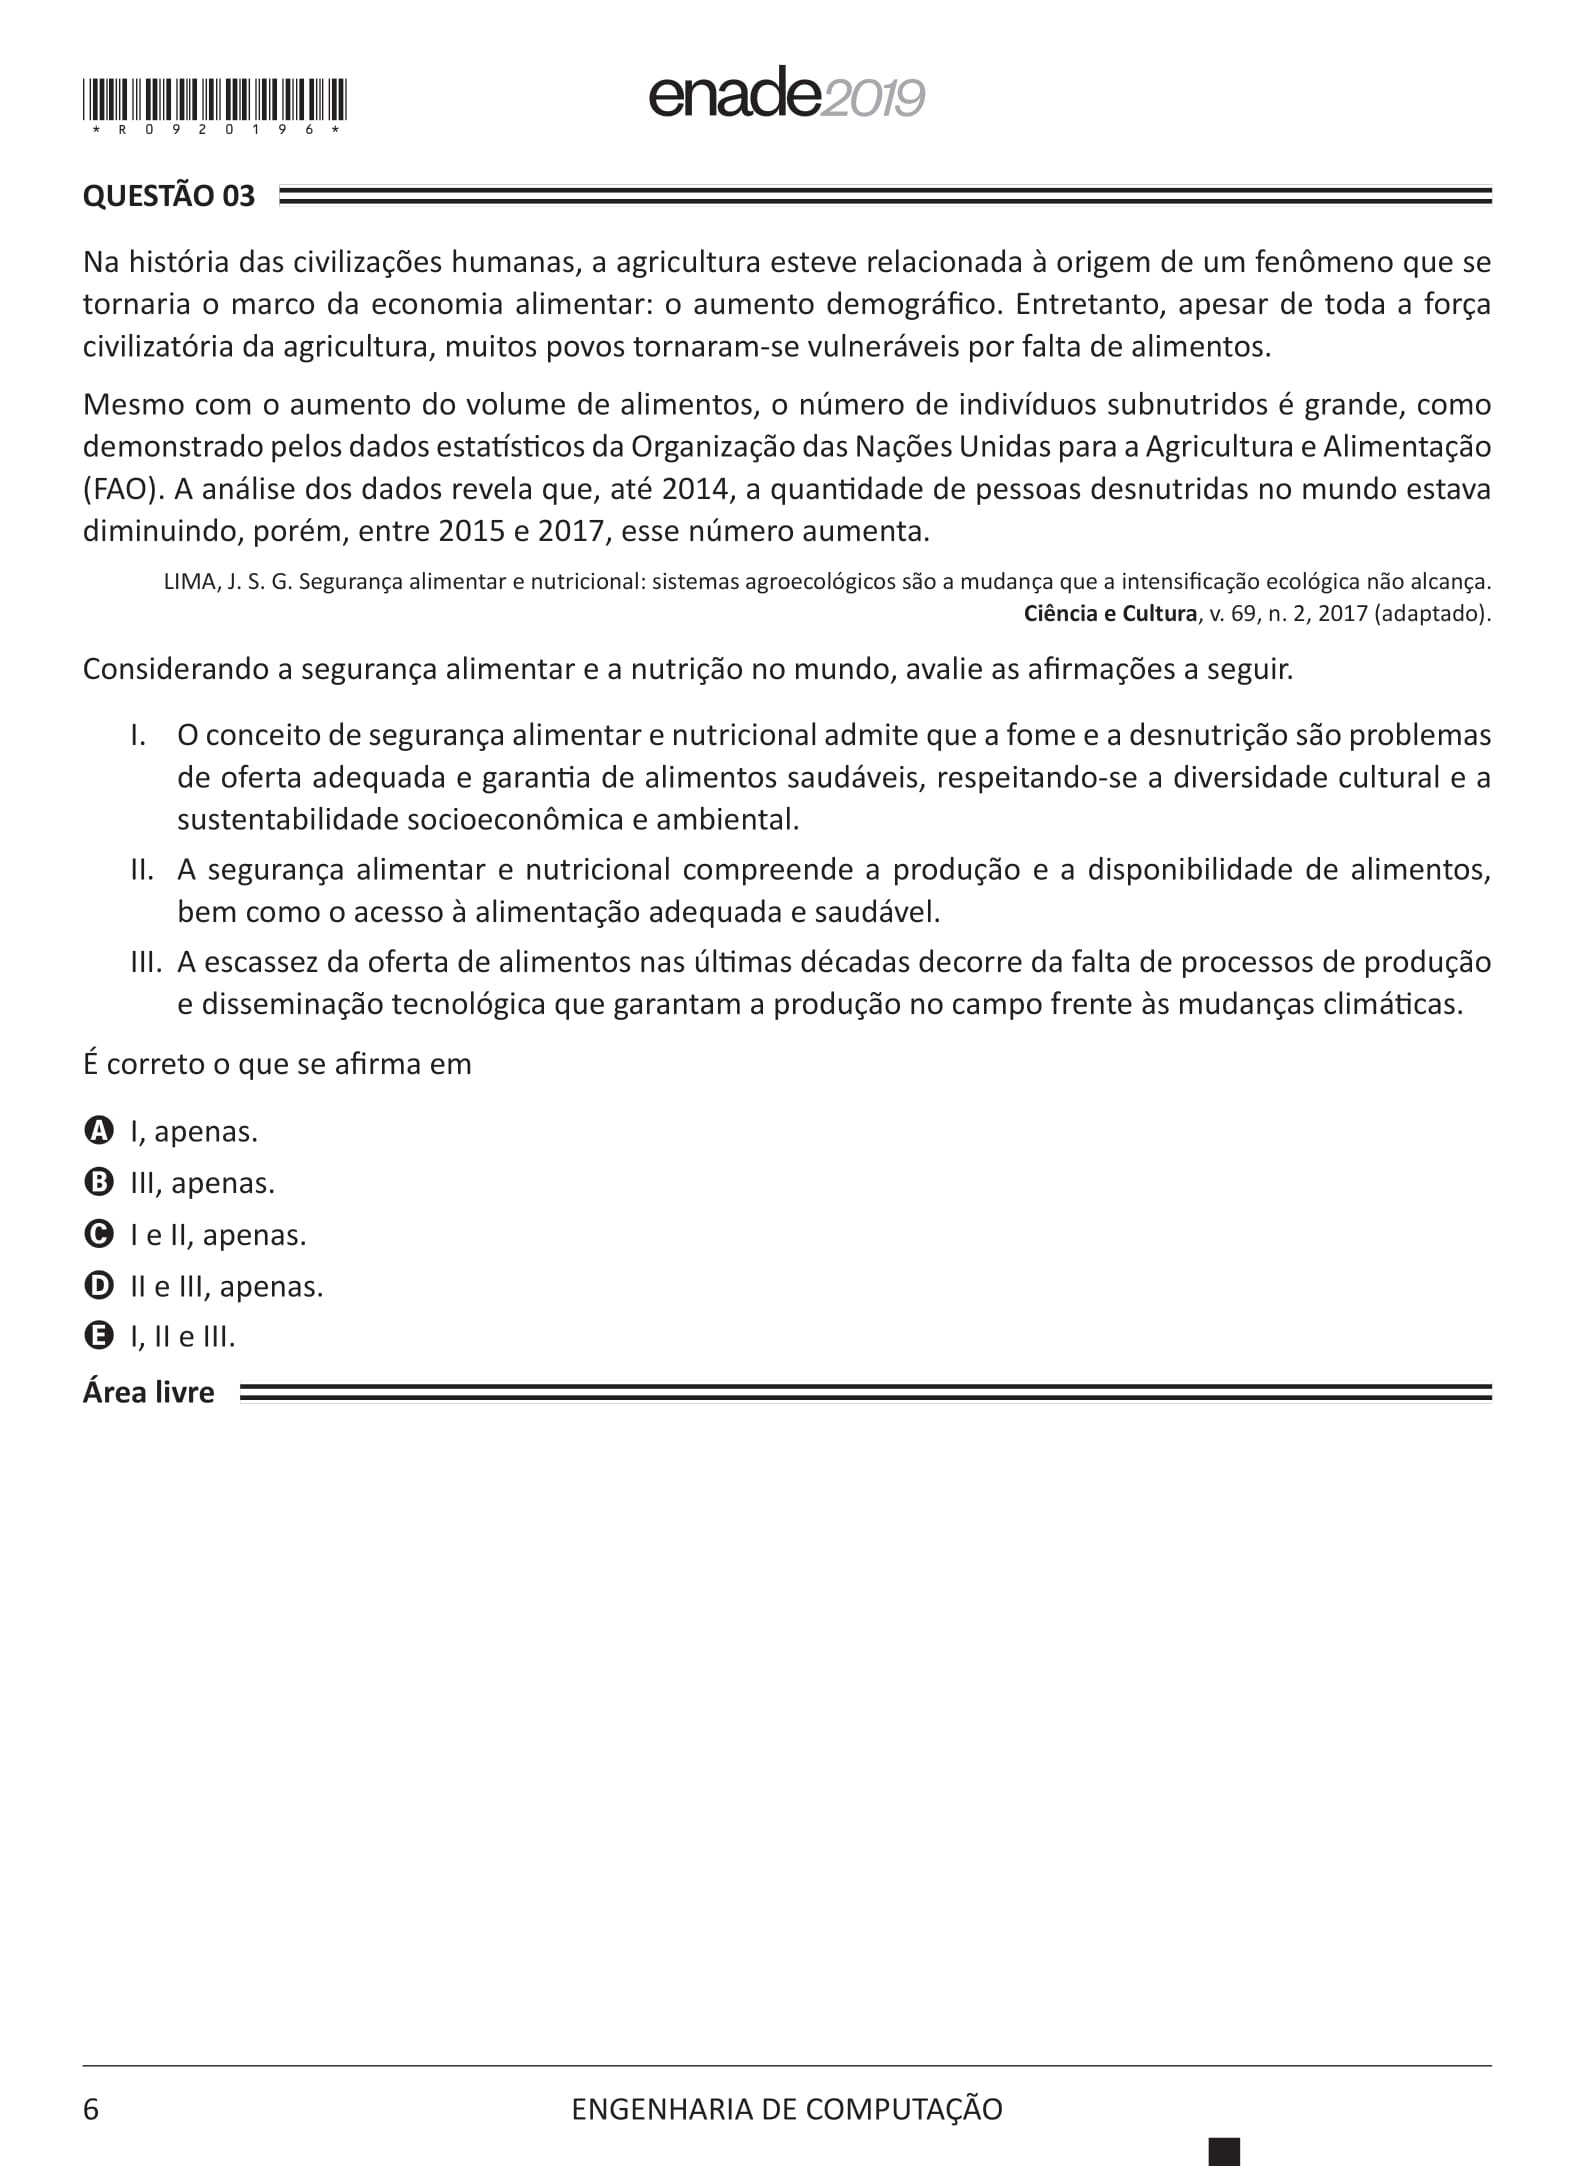 *R0920196*
enade2019
QUESTÃO 03
Na história das civilizações humanas, a agricultura esteve relacionada à origem de um fenômeno que se
tornaria o marco da economia alimentar: o aumento demográfico. Entretanto, apesar de toda a força
civilizatória da agricultura, muitos povos tornaram-se vulneráveis por falta de alimentos.
Mesmo com o aumento do volume de alimentos, o número de indivíduos subnutridos é grande, como
demonstrado pelos dados estatísticos da Organização das Nações Unidas para a Agricultura e Alimentação
(FAO). A análise dos dados revela que, até 2014, a quantidade de pessoas desnutridas no mundo estava
diminuindo, porém, entre 2015 e 2017, esse número aumenta.
LIMA, J. S. G. Segurança alimentar e nutricional: sistemas agroecológicos são a mudança que a intensificação ecológica não alcança.
Ciência e Cultura, v. 69, n. 2, 2017 (adaptado).
Considerando a segurança alimentar e a nutrição no mundo, avalie as afirmações a seguir.
I. O conceito de segurança alimentar e nutricional admite que a fome e a desnutrição são problemas
de oferta adequada e garantia de alimentos saudáveis, respeitando-se a diversidade cultural e a
sustentabilidade socioeconômica e ambiental.
II. A segurança alimentar e nutricional compreende a produção e a disponibilidade de alimentos,
bem como o acesso à alimentação adequada e saudável.
III. A escassez da oferta de alimentos nas últimas décadas decorre da falta de processos de produção
e disseminação tecnológica que garantam a produção no campo frente às mudanças climáticas.
É correto o que se afirma em
A I, apenas.
B III, apenas.
C I e II, apenas.
D II e III, apenas.
E I, II e III.
Área livre
6 ENGENHARIA DE COMPUTAÇÃO